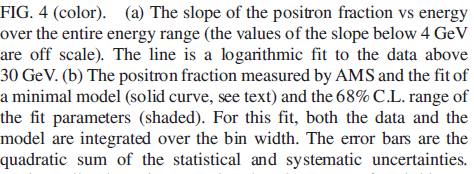 FIG. 4 (color). (a) The slope of the positron fraction vs energy
over the entire energy range (the values of the slope below 4 GeV
are off scale). The line is a logarithmic fit to the data above
30 GeV. (b) The positron fraction measured by AMS and the fit of
a minimal model (solid curve, see text) and the 68% C.L. range of
the fit parameters (shaded). For this fit, both the data and the
model are integrated over the bin width. The error bars are the
quadratic sum of the statistical and systematic uncertainties.